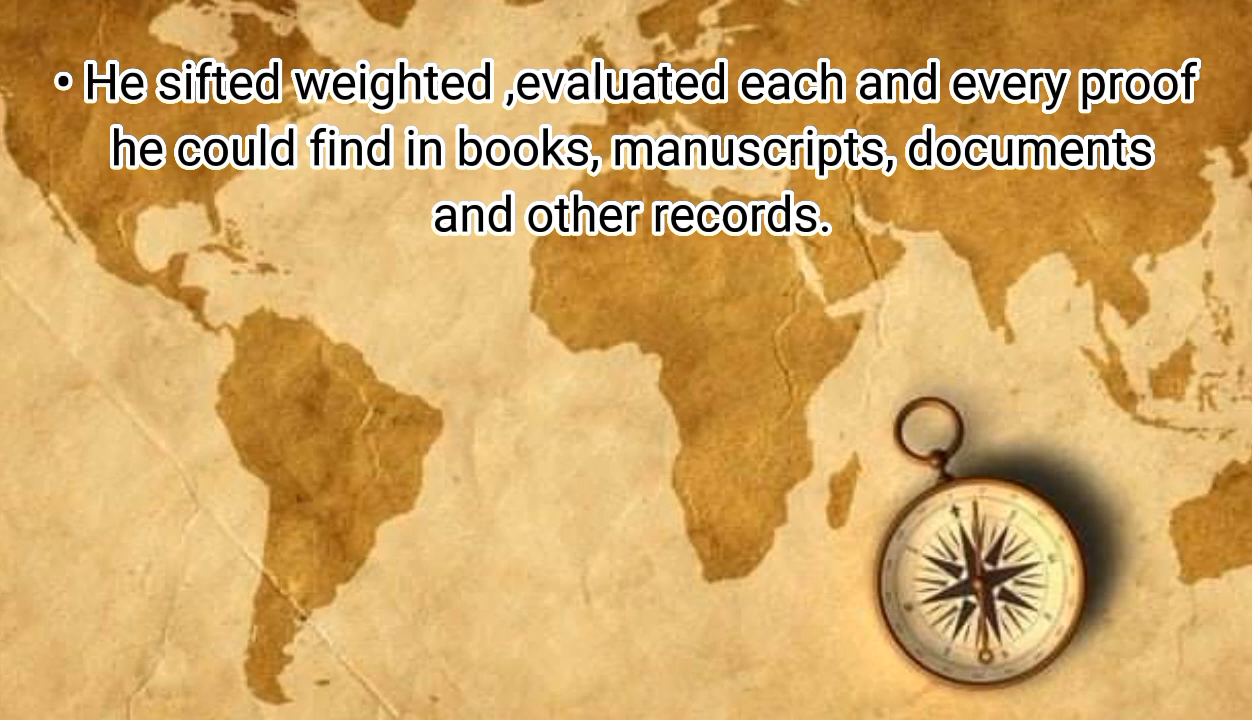 • He sifted weighted ,evaluated each and every proof
he could find in books, manuscripts, documents
and other records.